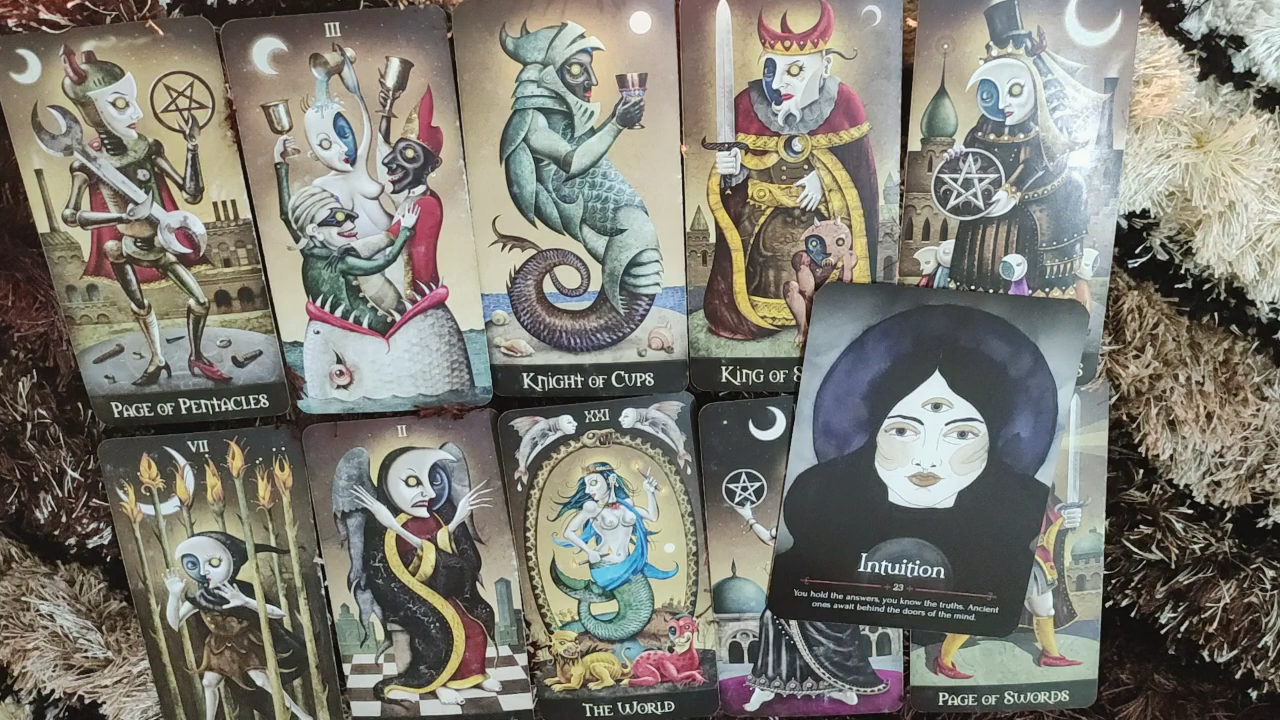 III
PAGE OF PENTACLES
KNIGHT OF CUPS
KING OF S
S
VII
II
XXI
THE WORLD
Intuition
23
You hold the answers, you know the truths. Ancient
ones await behind the doors of the mind.
PAGE OF SWORDS